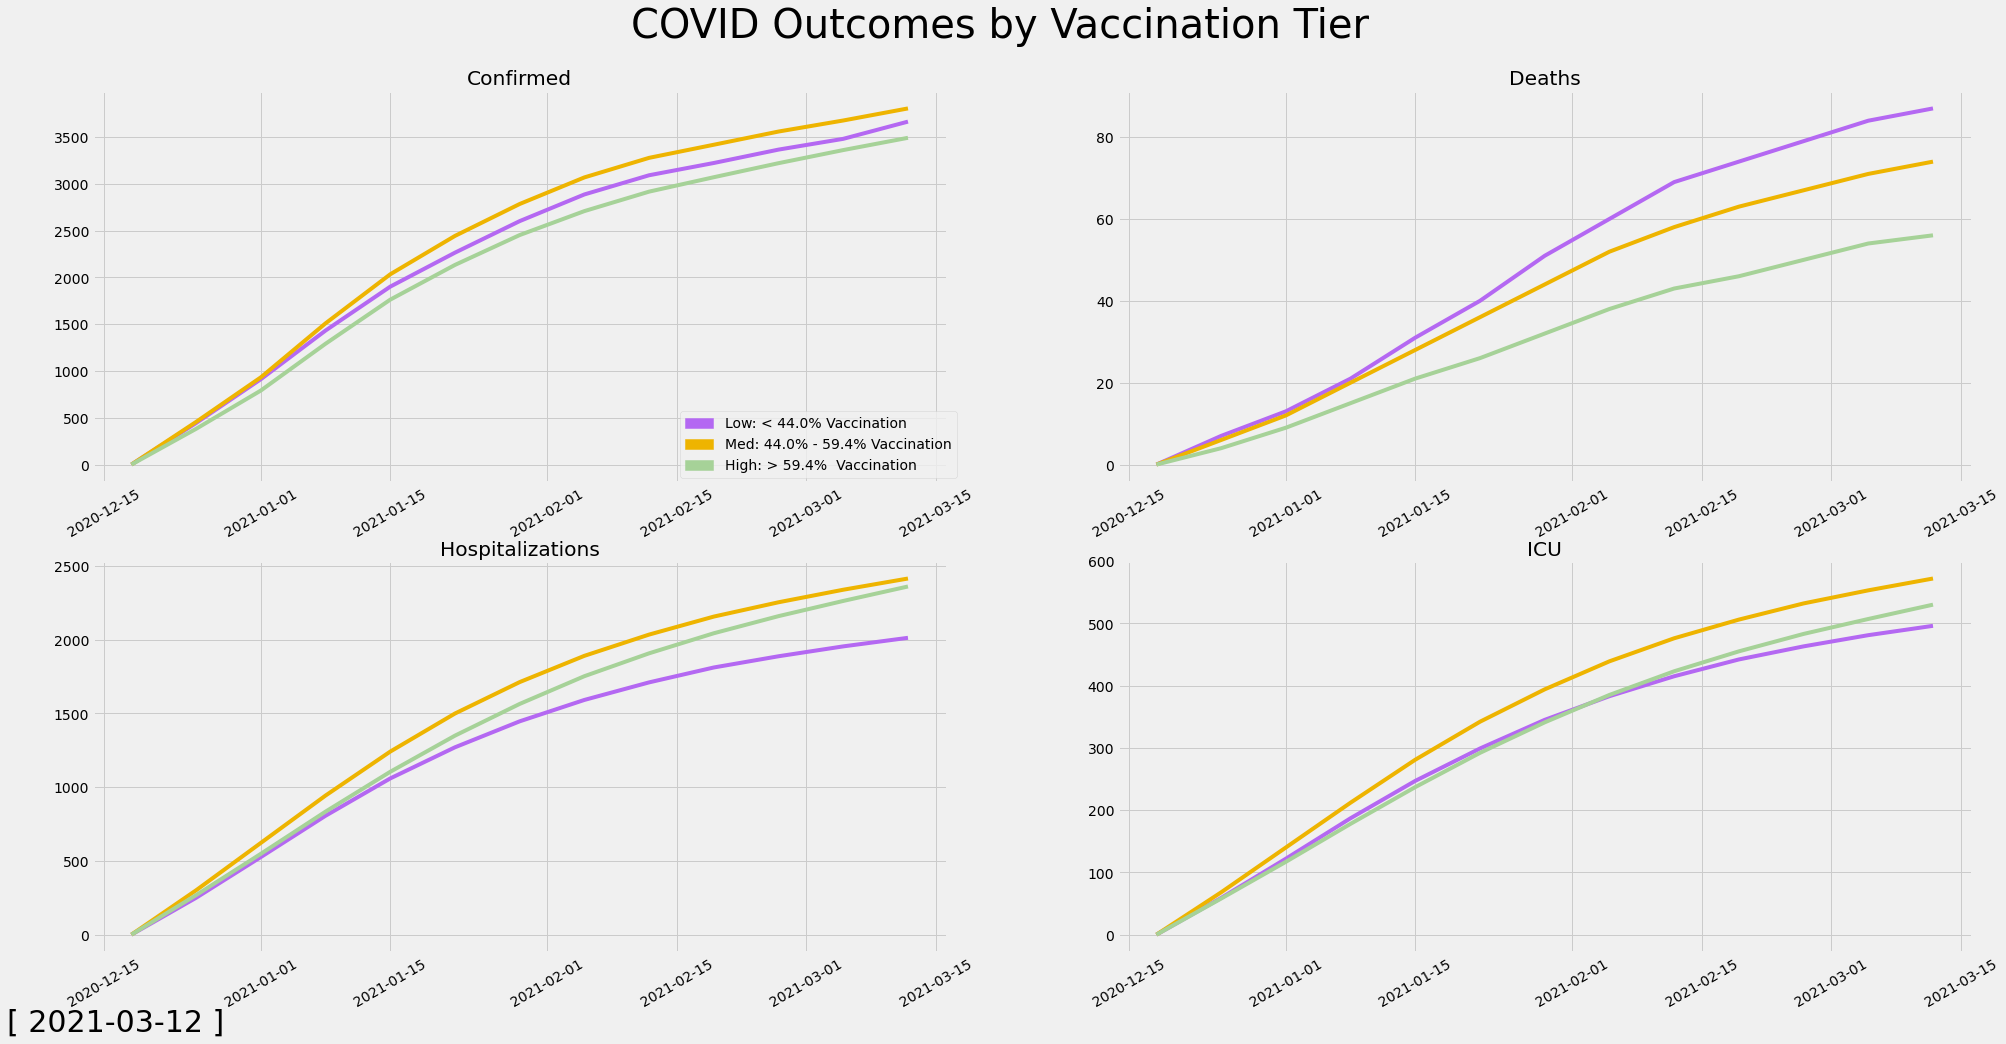 COVID Outcomes by Vaccination Tier
Confirmed
3500
3000
2500
2000
1500
1000
500
0
Low: < 44.0% Vaccination
Med: 44.0% - 59.4% Vaccination
High: > 59.4%  Vaccination
2020-12-15 2021-01-01 2021-01-15 2021-02-01 2021-02-15 2021-03-01 2021-03-15
Deaths
80
60
40
20
0
2020-12-15 2021-01-01 2021-01-15 2021-02-01 2021-02-15 2021-03-01 2021-03-15
Hospitalizations
2500
2000
1500
1000
500
0
2020-12-15 2021-01-01 2021-01-15 2021-02-01 2021-02-15 2021-03-01 2021-03-15
ICU
600
500
400
300
200
100
0
2020-12-15 2021-01-01 2021-01-15 2021-02-01 2021-02-15 2021-03-01 2021-03-15
[ 2021-03-12 ]